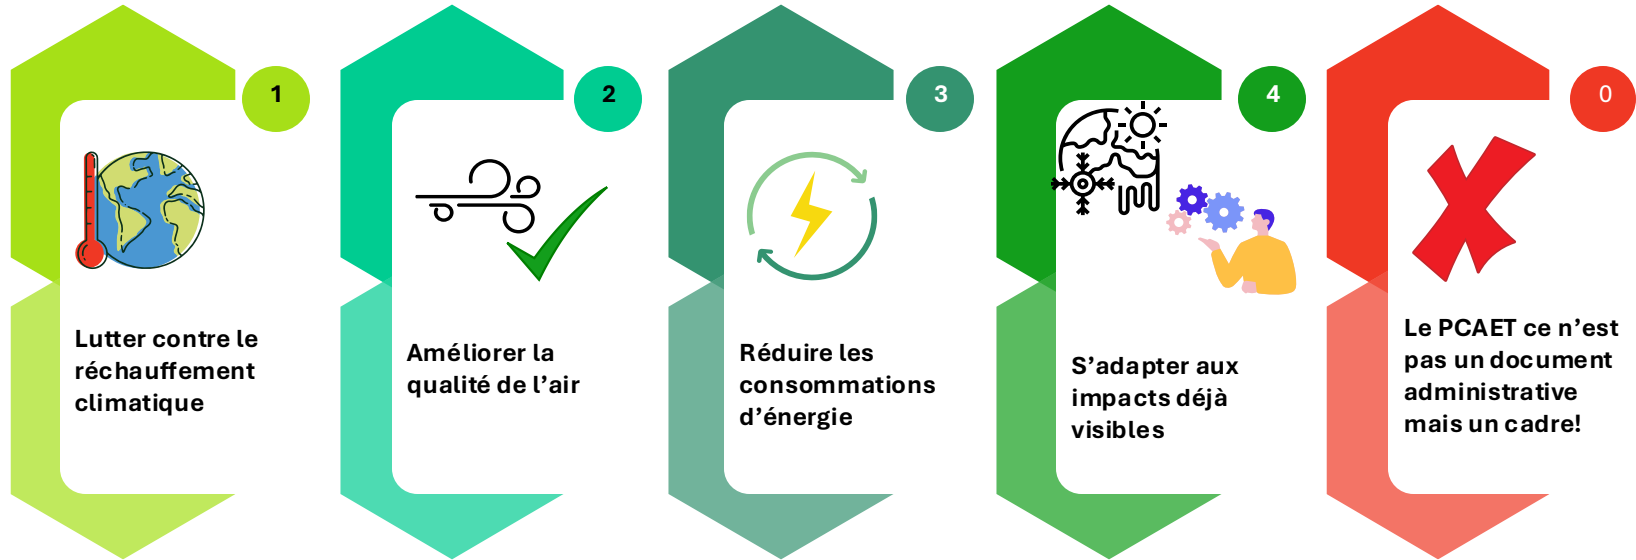 1
Lutter contre le
réchauffement
climatique
2
Améliorer la
qualité de l’air
3
Réduire les
consommations
d’énergie
4
S’adapter aux
impacts déjà
visibles
0
Le PCAET ce n’est
pas un document
administrative
mais un cadre!